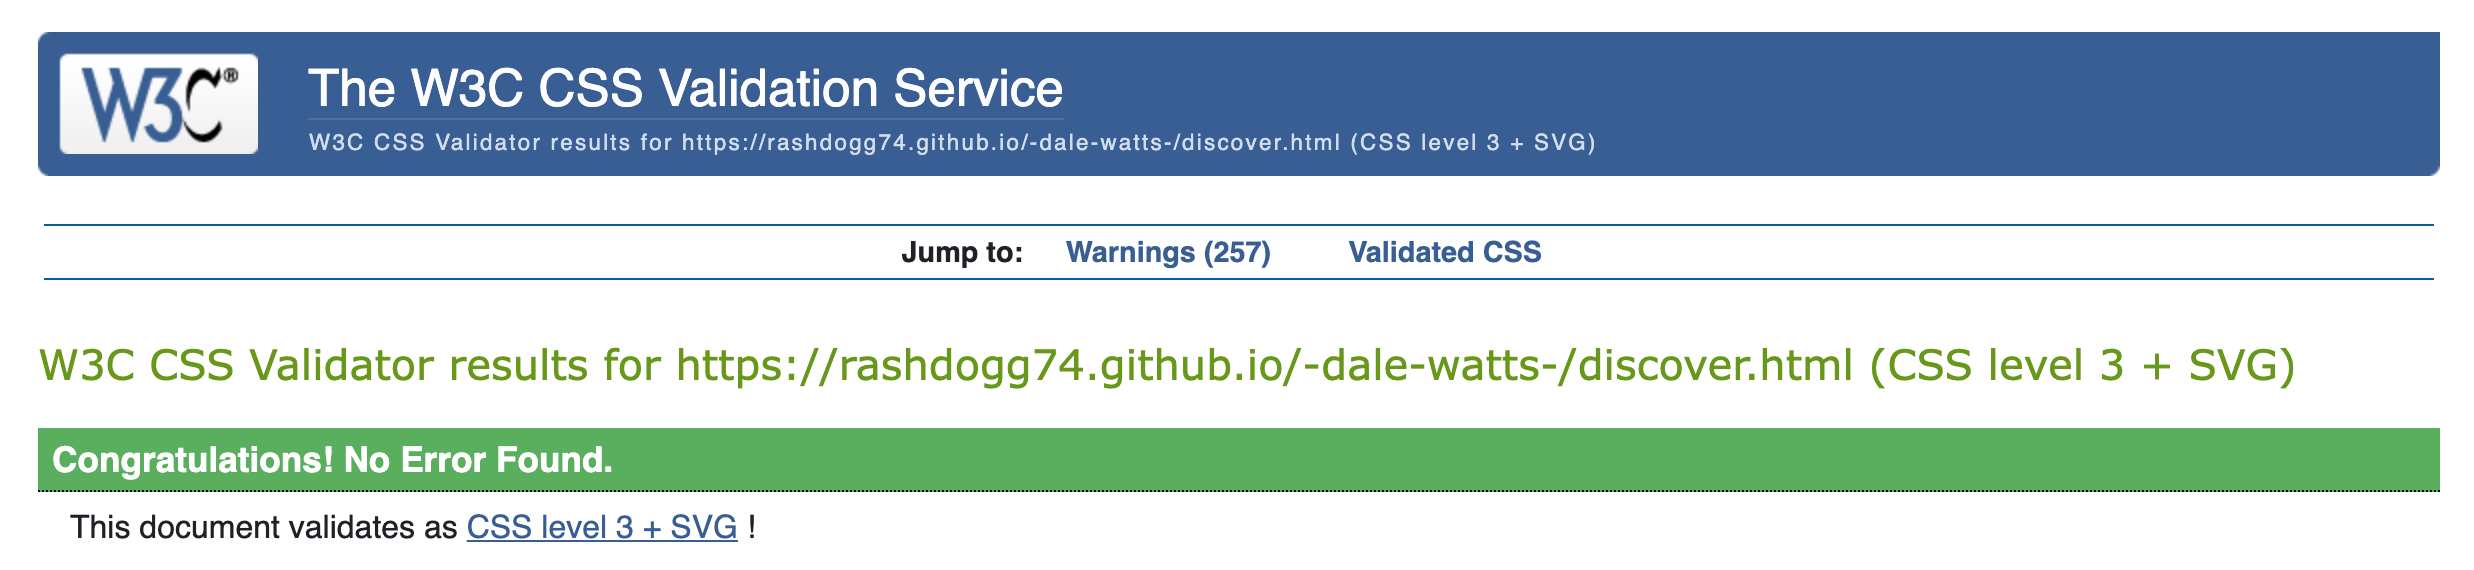 W3C®
The W3C CSS Validation Service
W3C CSS Validator results for https://rashdogg74.github.io/-dale-watts-/discover.html (CSS level 3 + SVG)
Jump to: Warnings (257) Validated CSS
W3C CSS Validator results for https://rashdogg74.github.io/-dale-watts-/discover.html (CSS level 3 + SVG)
Congratulations! No Error Found.
This document validates as CSS level 3 + SVG !